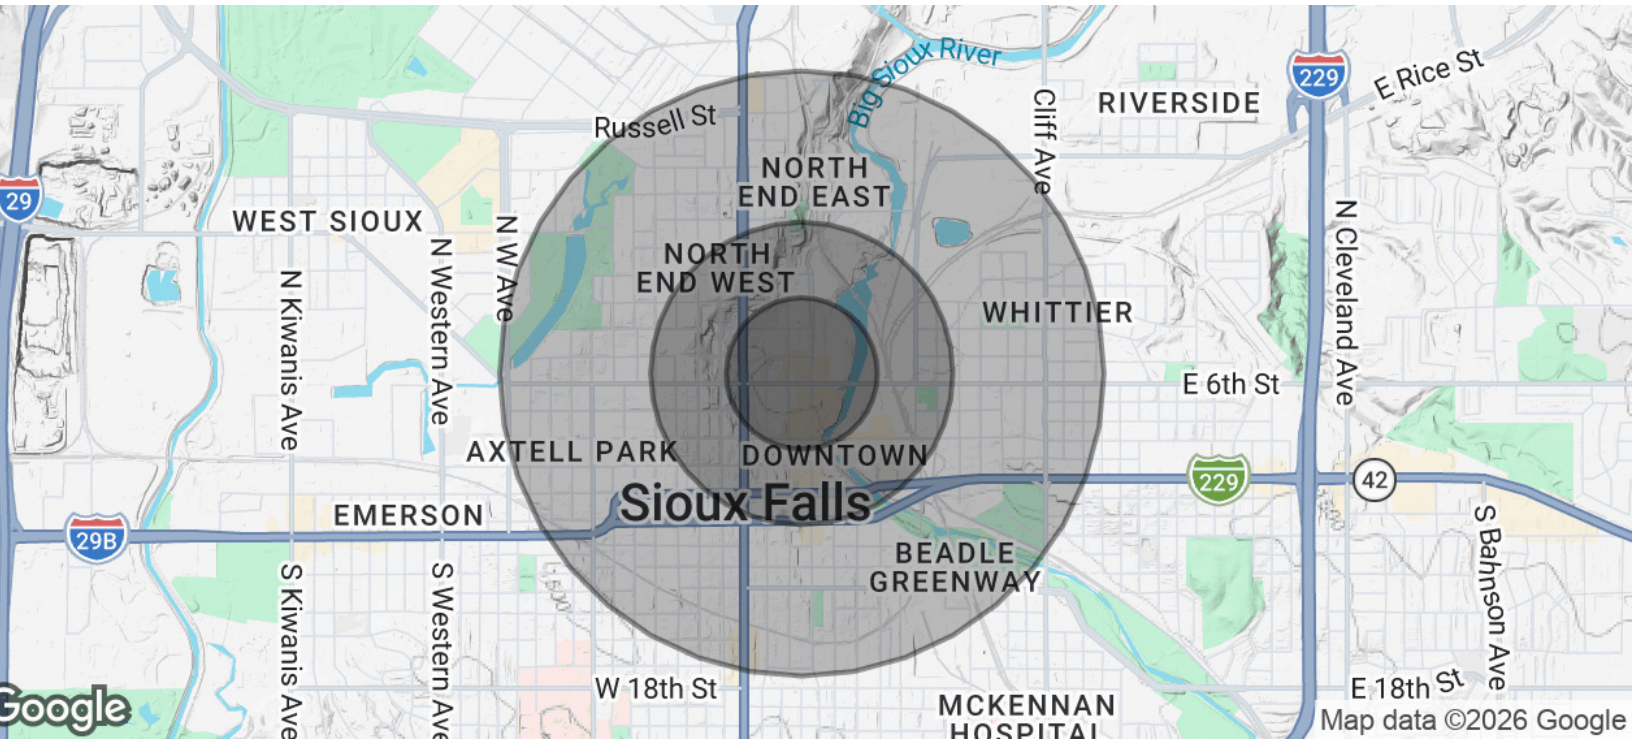 Big Sioux River
229
E Rice St
RIVERSIDE
Cliff Ave
Russell St
NORTH
END EAST
29
WEST SIOUX
N W Ave
N Western Ave
N Kiwanis Ave
N Cleveland Ave
NORTH
END WEST
WHITTIER
E 6th St
AXTELL PARK
DOWNTOWN
229
42
Sioux Falls
EMERSON
29B
S Bahnson Ave
BEADLE
GREENWAY
S Kiwanis Ave
S Western Ave
W 18th St
E 18th St
MCKENNAN
HOSPITAL
Google
Map data ©2026 Google